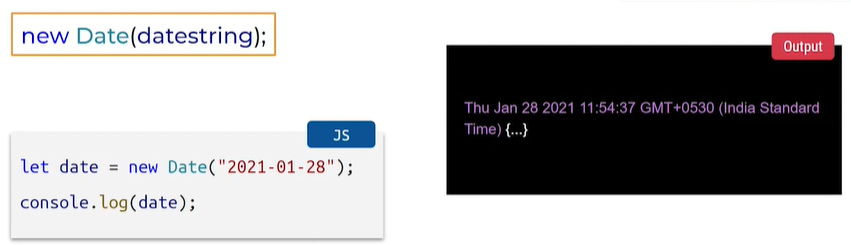 new Date(datestring);
JS
let date = new Date("2021-01-28");
console.log(date);
Output
Thu Jan 28 2021 11:54:37 GMT+0530 (India Standard
Time) {...}